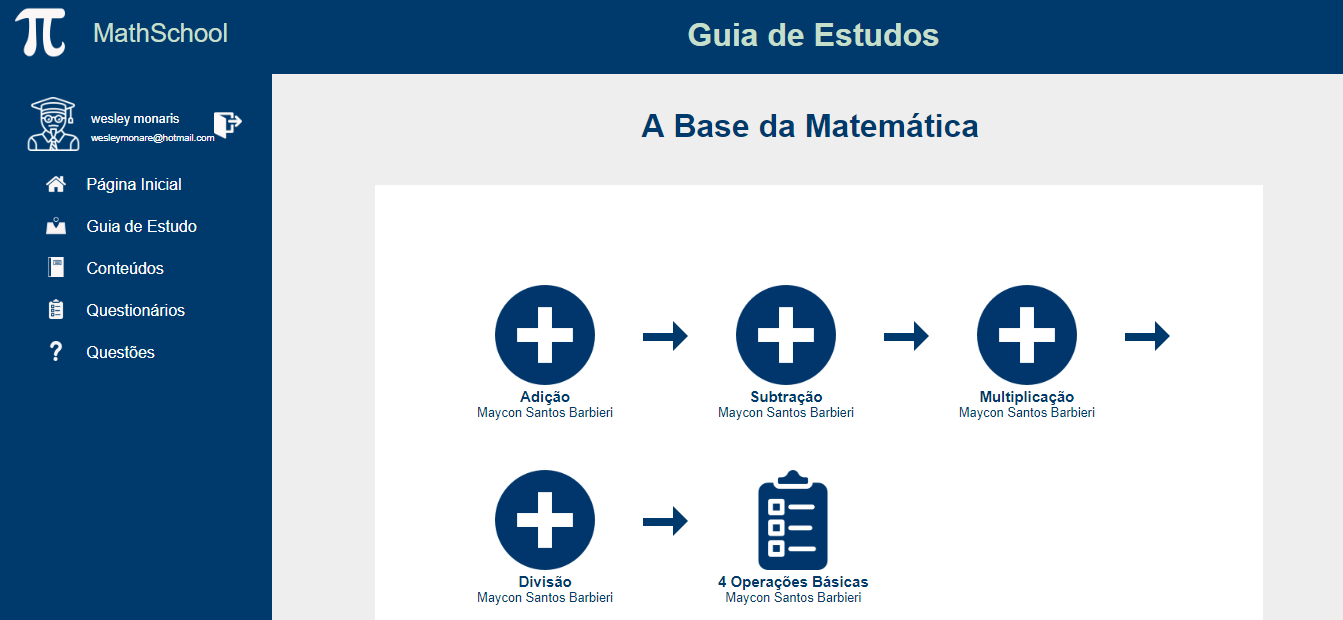 MathSchool
Guia de Estudos
wesley monaris
wesleymonare@hotmail.com
Página Inicial
Guia de Estudo
Conteúdos
Questionários
Questões
A Base da Matemática
Adição
Maycon Santos Barbieri
Subtração
Maycon Santos Barbieri
Multiplicação
Maycon Santos Barbieri
Divisão
Maycon Santos Barbieri
4 Operações Básicas
Maycon Santos Barbieri